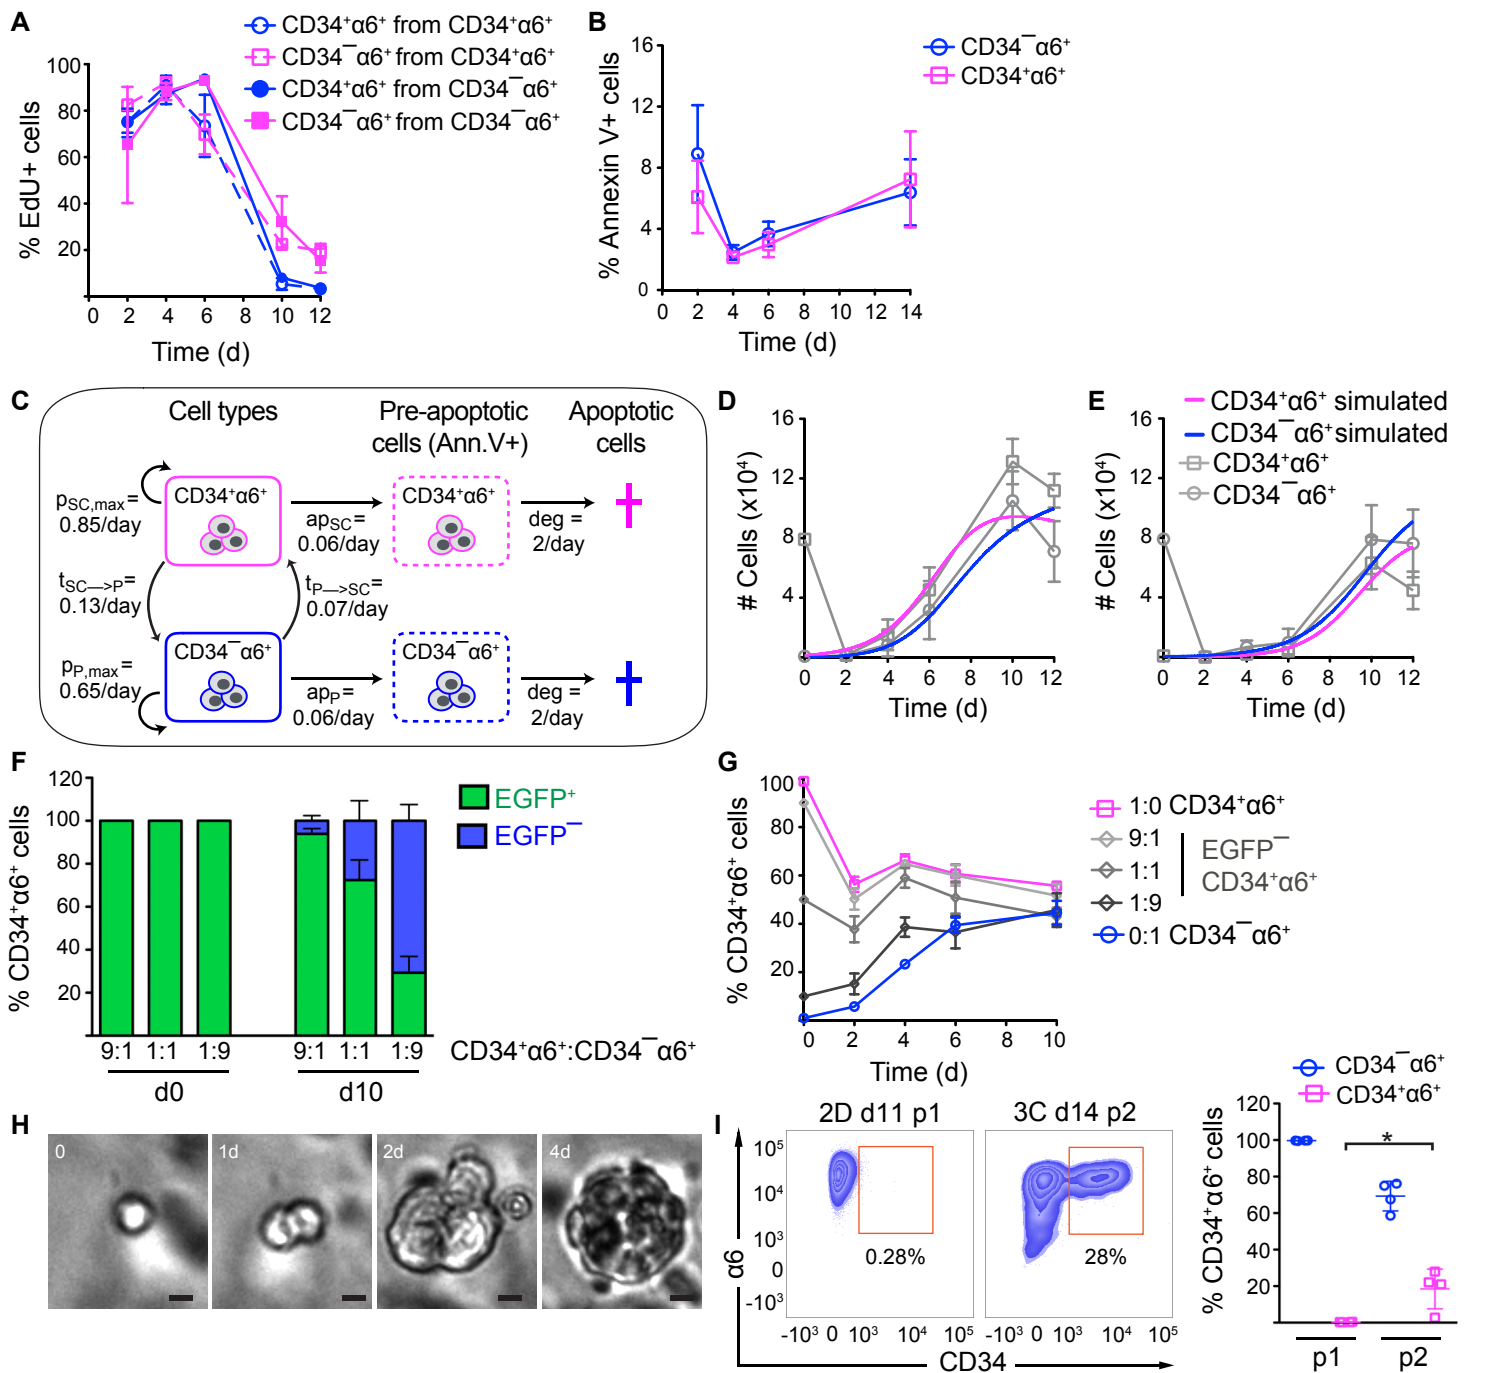 A
CD34⁺α6⁺ from CD34⁺α6⁺
CD34⁻α6⁺ from CD34⁺α6⁺
CD34⁺α6⁺ from CD34⁻α6⁺
CD34⁻α6⁺ from CD34⁻α6⁺
% EdU+ cells
100
80
60
40
20
0 2 4 6 8 10 12
Time (d)
B
CD34⁻α6⁺
CD34⁺α6⁺
% Annexin V+ cells
16
12
8
4
0
0 2 4 6 8 10 12 14
Time (d)
C
Cell types
Pre-apoptotic cells (Ann.V+)
Apoptotic cells
pSC,max= 0.85/day
CD34⁺α6⁺
apSC= 0.06/day
CD34⁺α6⁺
deg = 2/day
tSC—>P= 0.13/day
tP—>SC= 0.07/day
pP,max= 0.65/day
CD34⁻α6⁺
apP= 0.06/day
CD34⁻α6⁺
deg = 2/day
D
# Cells (x10⁴)
16
12
8
4
0 2 4 6 8 10 12
Time (d)
E
CD34⁺α6⁺ simulated
CD34⁻α6⁺simulated
CD34⁺α6⁺
CD34⁻α6⁺
# Cells (x10⁴)
16
12
8
4
0 2 4 6 8 10 12
Time (d)
F
% CD34⁺α6⁺ cells
120
100
80
60
40
20
EGFP⁺
EGFP⁻
9:1 1:1 1:9 9:1 1:1 1:9 CD34⁺α6⁺:CD34⁻α6⁺
d0 d10
G
% CD34⁺α6⁺ cells
100
80
60
40
20
0 2 4 6 8 10
Time (d)
1:0 CD34⁺α6⁺
9:1
1:1
1:9
EGFP⁻
CD34⁺α6⁺
0:1 CD34⁻α6⁺
H
0 1d 2d 4d
I
2D d11 p1 3C d14 p2
α6
10⁵
10⁴
10³
0
-10³
0.28% 28%
-10³ 0 10³ 10⁴ 10⁵ -10³ 0 10³ 10⁴ 10⁵
CD34
CD34⁻α6⁺
CD34⁺α6⁺
% CD34⁺α6⁺ cells
120
100
80
60
40
20
*
p1 p2